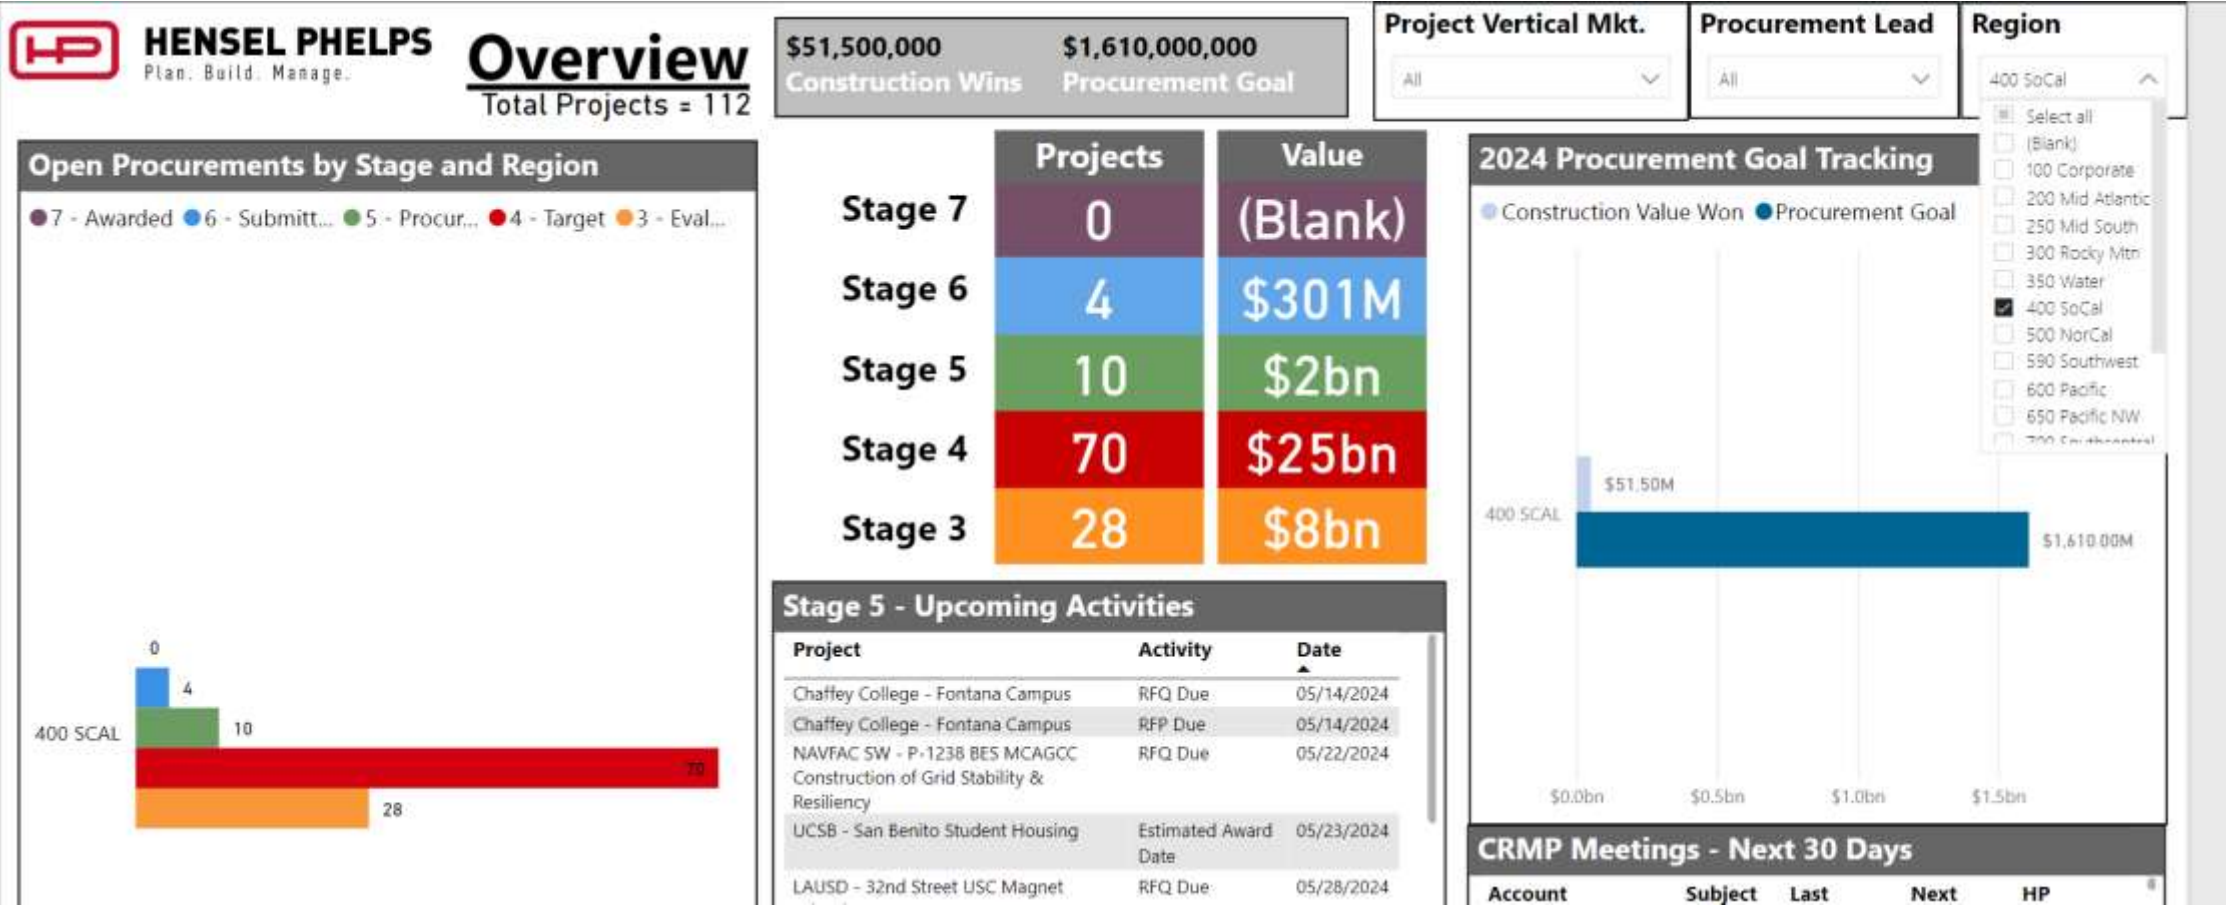 HP
HENSEL PHELPS
Plan. Build. Manage.
Overview
Total Projects = 112
$51,500,000
Construction Wins
$1,610,000,000
Procurement Goal
Project Vertical Mkt.
All
Procurement Lead
All
Region
400 SoCal
Select all
(Blank)
100 Corporate
200 Mid Atlantic
250 Mid South
300 Rocky Mtn
350 Water
400 SoCal
500 NorCal
590 Southwest
600 Pacific
650 Pacific NW
700 Southcentral
Open Procurements by Stage and Region
7 - Awarded 6 - Submitt... 5 - Procur... 4 - Target 3 - Eval...
0
4
10
400 SCAL
70
28
Projects Value
Stage 7 0 (Blank)
Stage 6 4 $301M
Stage 5 10 $2bn
Stage 4 70 $25bn
Stage 3 28 $8bn
Stage 5 - Upcoming Activities
Project Activity Date
Chaffey College - Fontana Campus RFQ Due 05/14/2024
Chaffey College - Fontana Campus RFP Due 05/14/2024
NAVFAC SW - P-1238 BES MCAGCC RFQ Due 05/22/2024
Construction of Grid Stability &
Resiliency
UCSB - San Benito Student Housing Estimated Award 05/23/2024
Date
LAUSD - 32nd Street USC Magnet RFQ Due 05/28/2024
2024 Procurement Goal Tracking
Construction Value Won Procurement Goal
$51.50M
400 SCAL
$1,610.00M
$0.0bn $0.5bn $1.0bn $1.5bn
CRMP Meetings - Next 30 Days
Account Subject Last Next HP